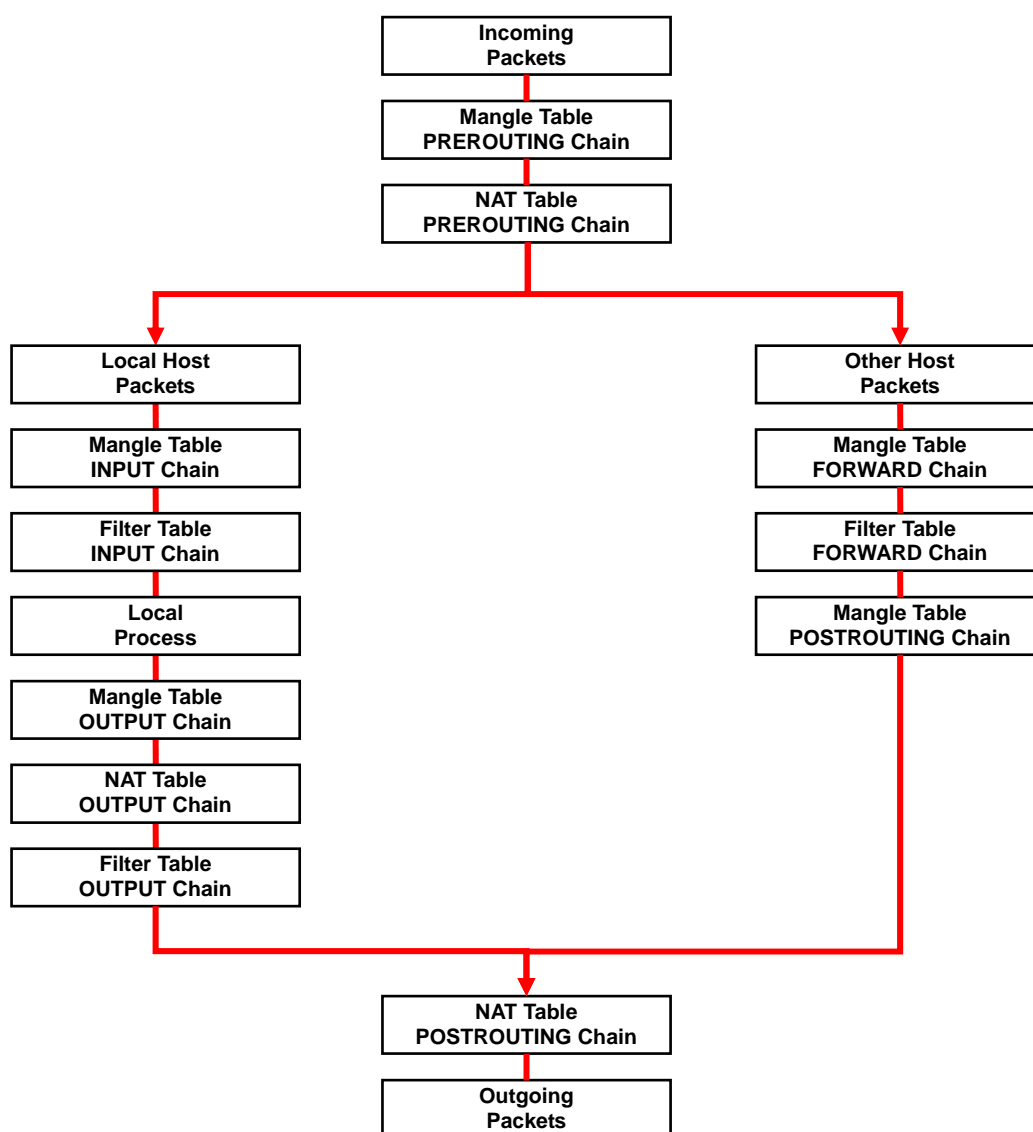 Incoming
Packets
Mangle Table
PREROUTING Chain
NAT Table
PREROUTING Chain
Local Host
Packets
Mangle Table
INPUT Chain
Filter Table
INPUT Chain
Local
Process
Mangle Table
OUTPUT Chain
NAT Table
OUTPUT Chain
Filter Table
OUTPUT Chain
Other Host
Packets
Mangle Table
FORWARD Chain
Filter Table
FORWARD Chain
Mangle Table
POSTROUTING Chain
NAT Table
POSTROUTING Chain
Outgoing
Packets